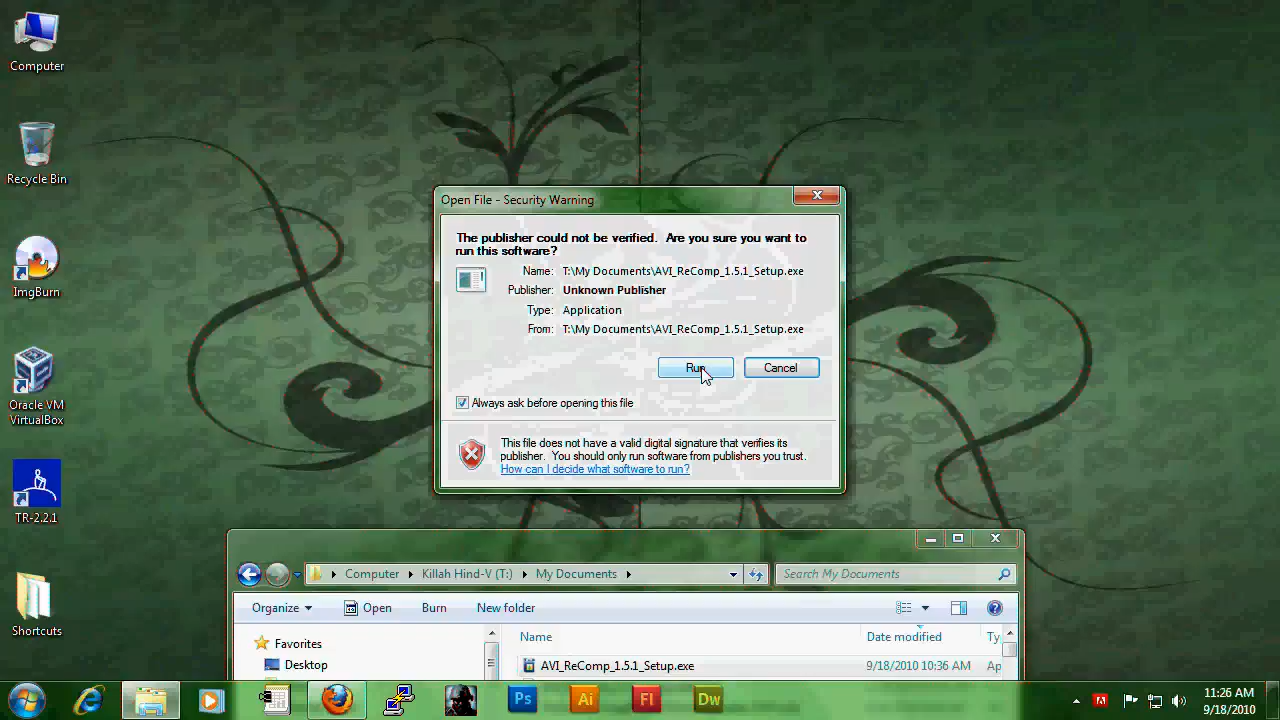 Computer
Recycle Bin
ImgBurn
Oracle VM
VirtualBox
TR-2.2.1
Shortcuts
Open File - Security Warning
The publisher could not be verified. Are you sure you want to
run this software?
Name: T:\My Documents\AVI_ReComp_1.5.1_Setup.exe
Publisher: Unknown Publisher
Type: Application
From: T:\My Documents\AVI_ReComp_1.5.1_Setup.exe
Run Cancel
Always ask before opening this file
This file does not have a valid digital signature that verifies its
publisher. You should only run software from publishers you trust.
How can I decide what software to run?
Computer Killah Hind-V (T:) My Documents Search My Documents
Organize Open Burn New folder
Favorites
Desktop
Name Date modified Ty
AVI_ReComp_1.5.1_Setup.exe 9/18/2010 10:36 AM Ap
Ps Ai Fl Dw
11:26 AM
9/18/2010